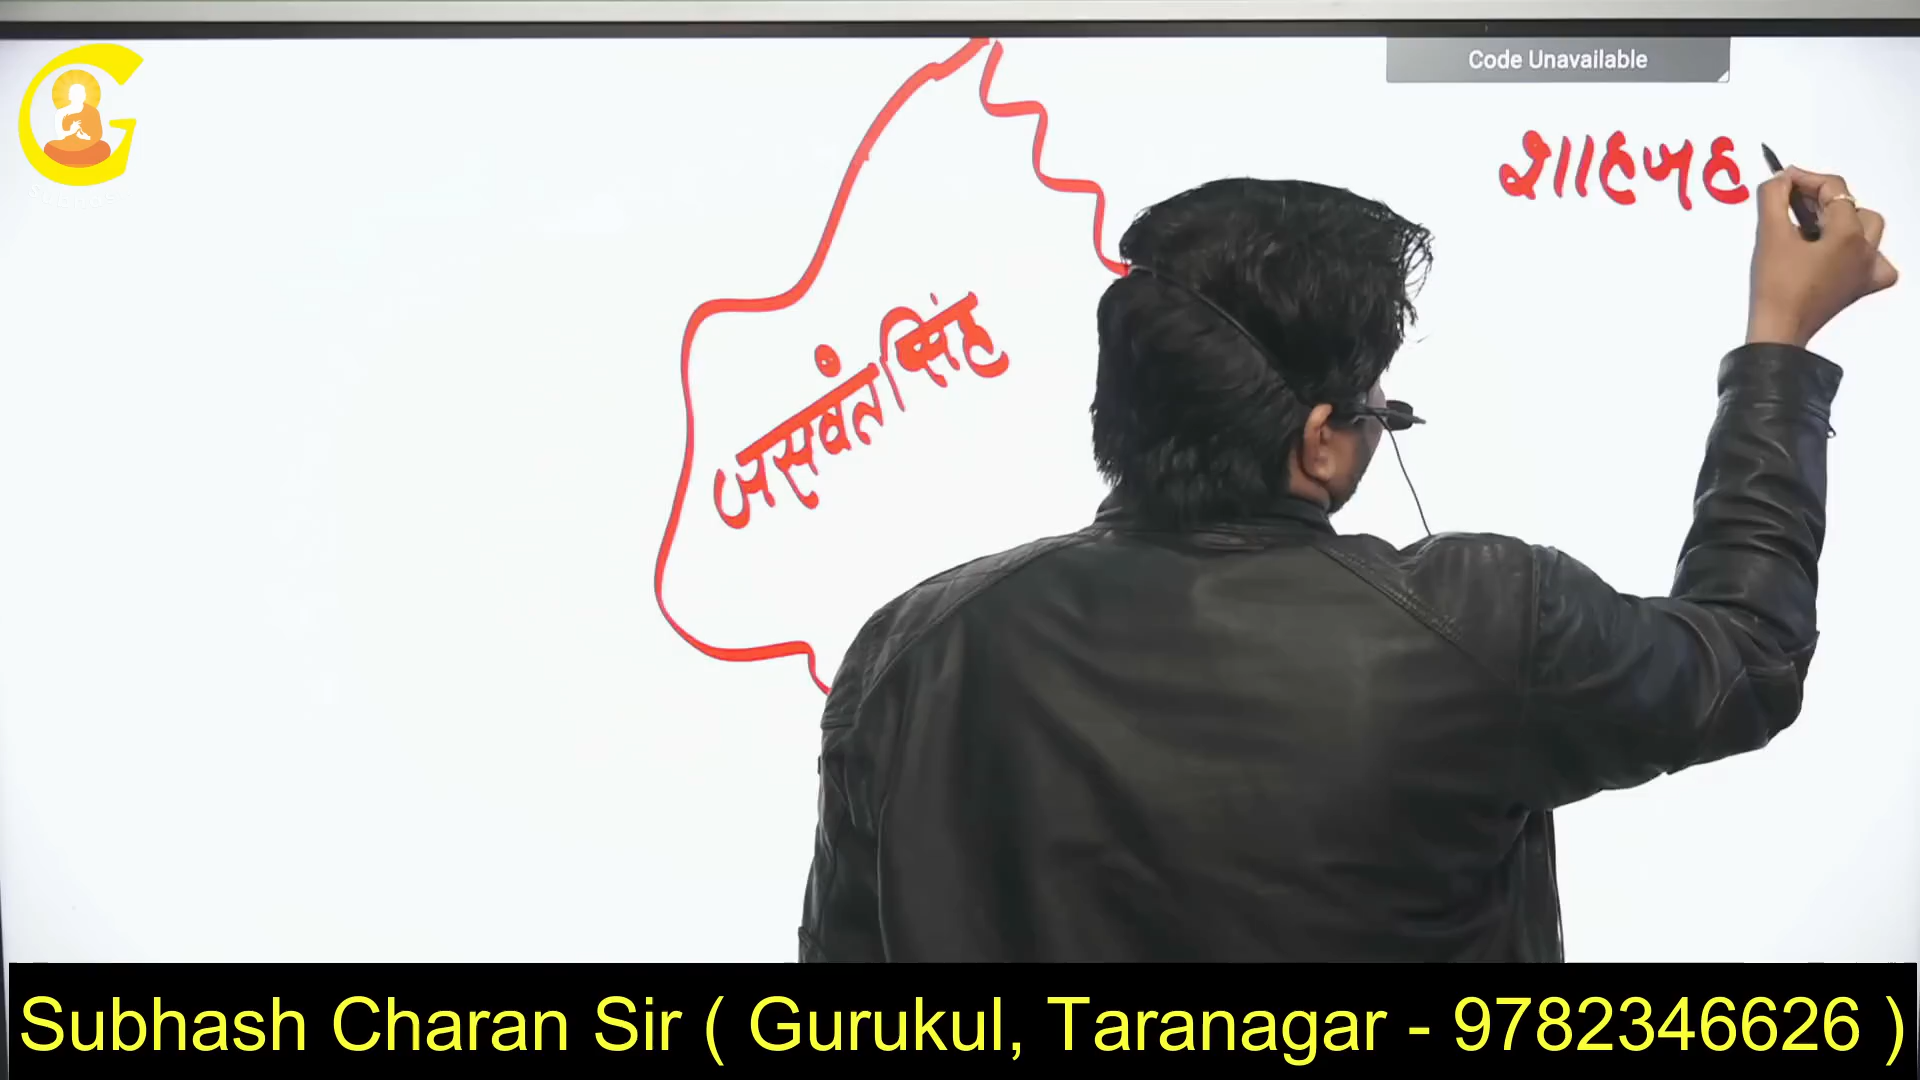 Code Unavailable
शाहजह
जसवंत सिंह
Subhash Charan Sir ( Gurukul, Taranagar - 9782346626 )